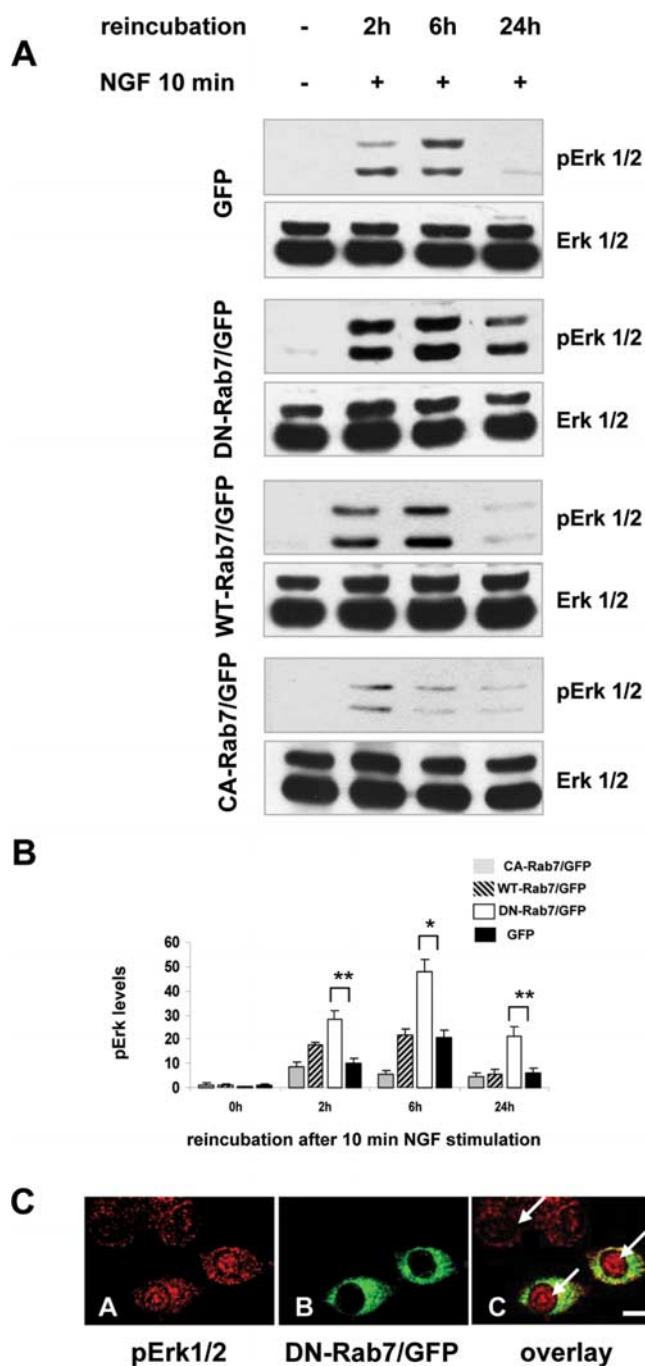 reincubation - 2h 6h 24h
A
NGF 10 min - + + +
GFP
pErk 1/2
Erk 1/2
DN-Rab7/GFP
pErk 1/2
Erk 1/2
WT-Rab7/GFP
pErk 1/2
Erk 1/2
CA-Rab7/GFP
pErk 1/2
Erk 1/2
B
CA-Rab7/GFP
WT-Rab7/GFP
DN-Rab7/GFP
GFP
pErk levels
60
50
40
30
20
10
0
** * **
0h 2h 6h 24h
reincubation after 10 min NGF stimulation
C
A B C
pErk1/2 DN-Rab7/GFP overlay